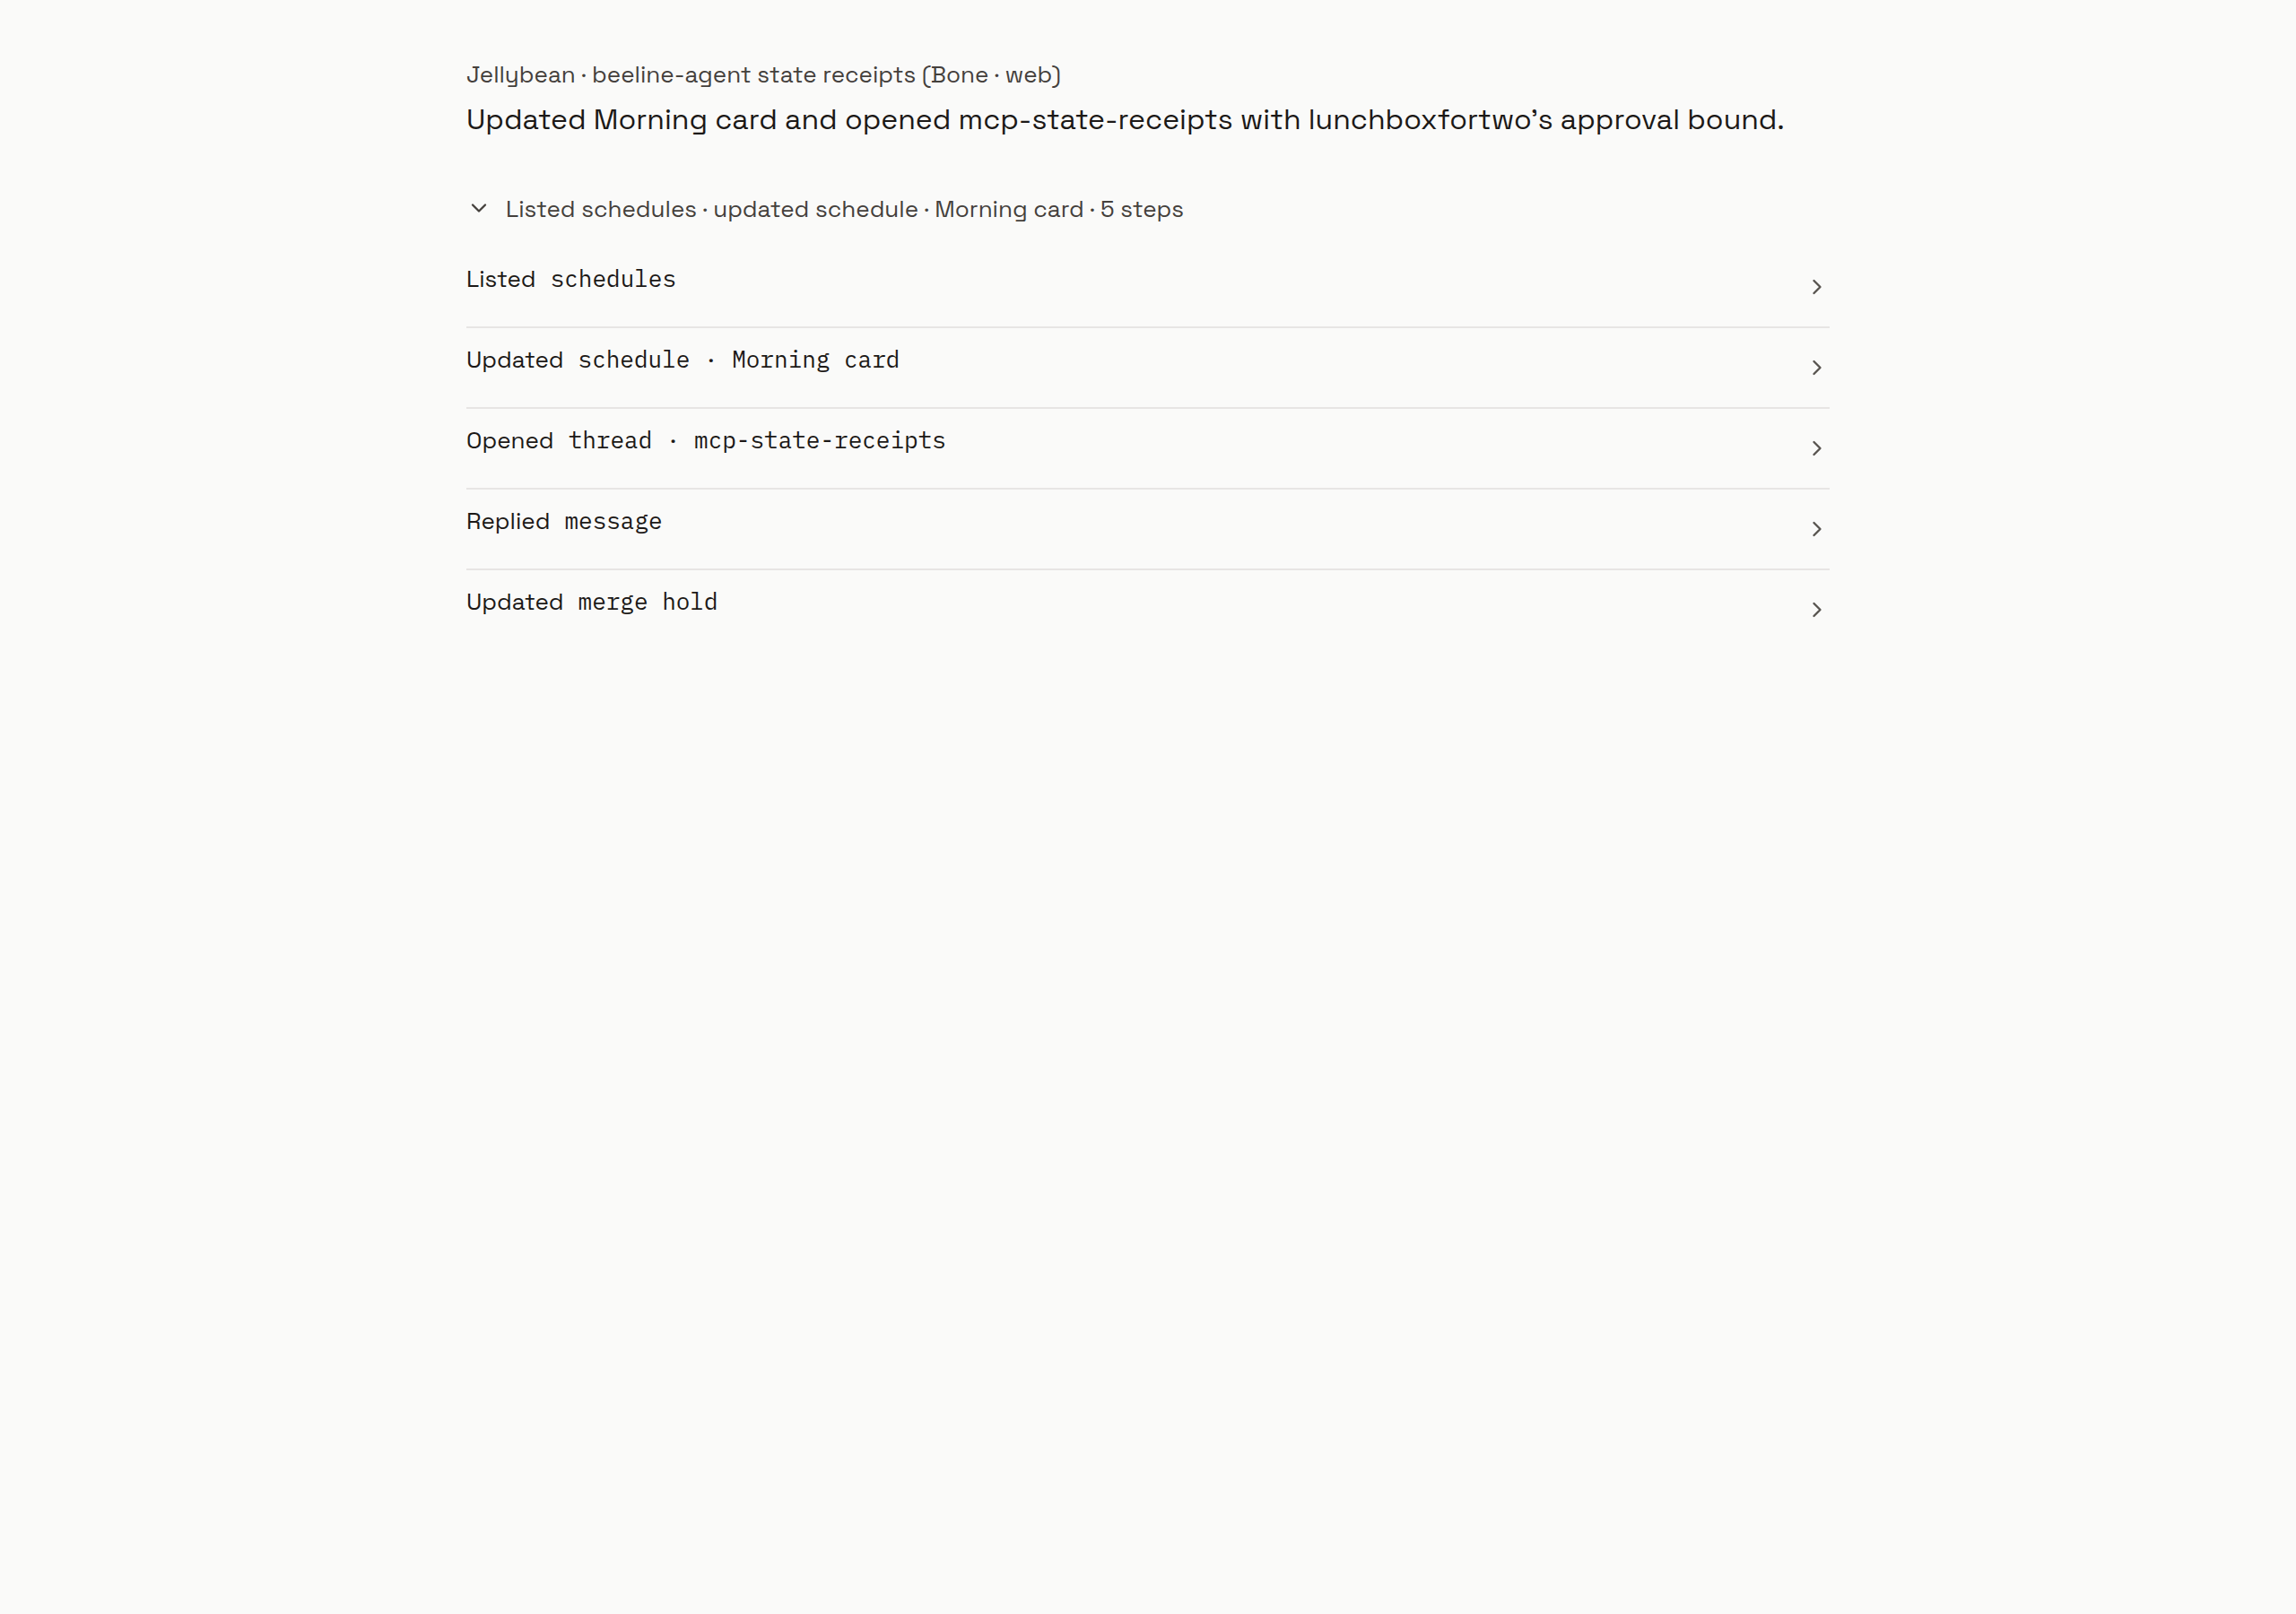 Jellybean · beeline-agent state receipts (Bone · web)
Updated Morning card and opened mcp-state-receipts with lunchboxfortwo’s approval bound.
Listed schedules · updated schedule · Morning card · 5 steps
Listed schedules
Updated schedule · Morning card
Opened thread · mcp-state-receipts
Replied message
Updated merge hold